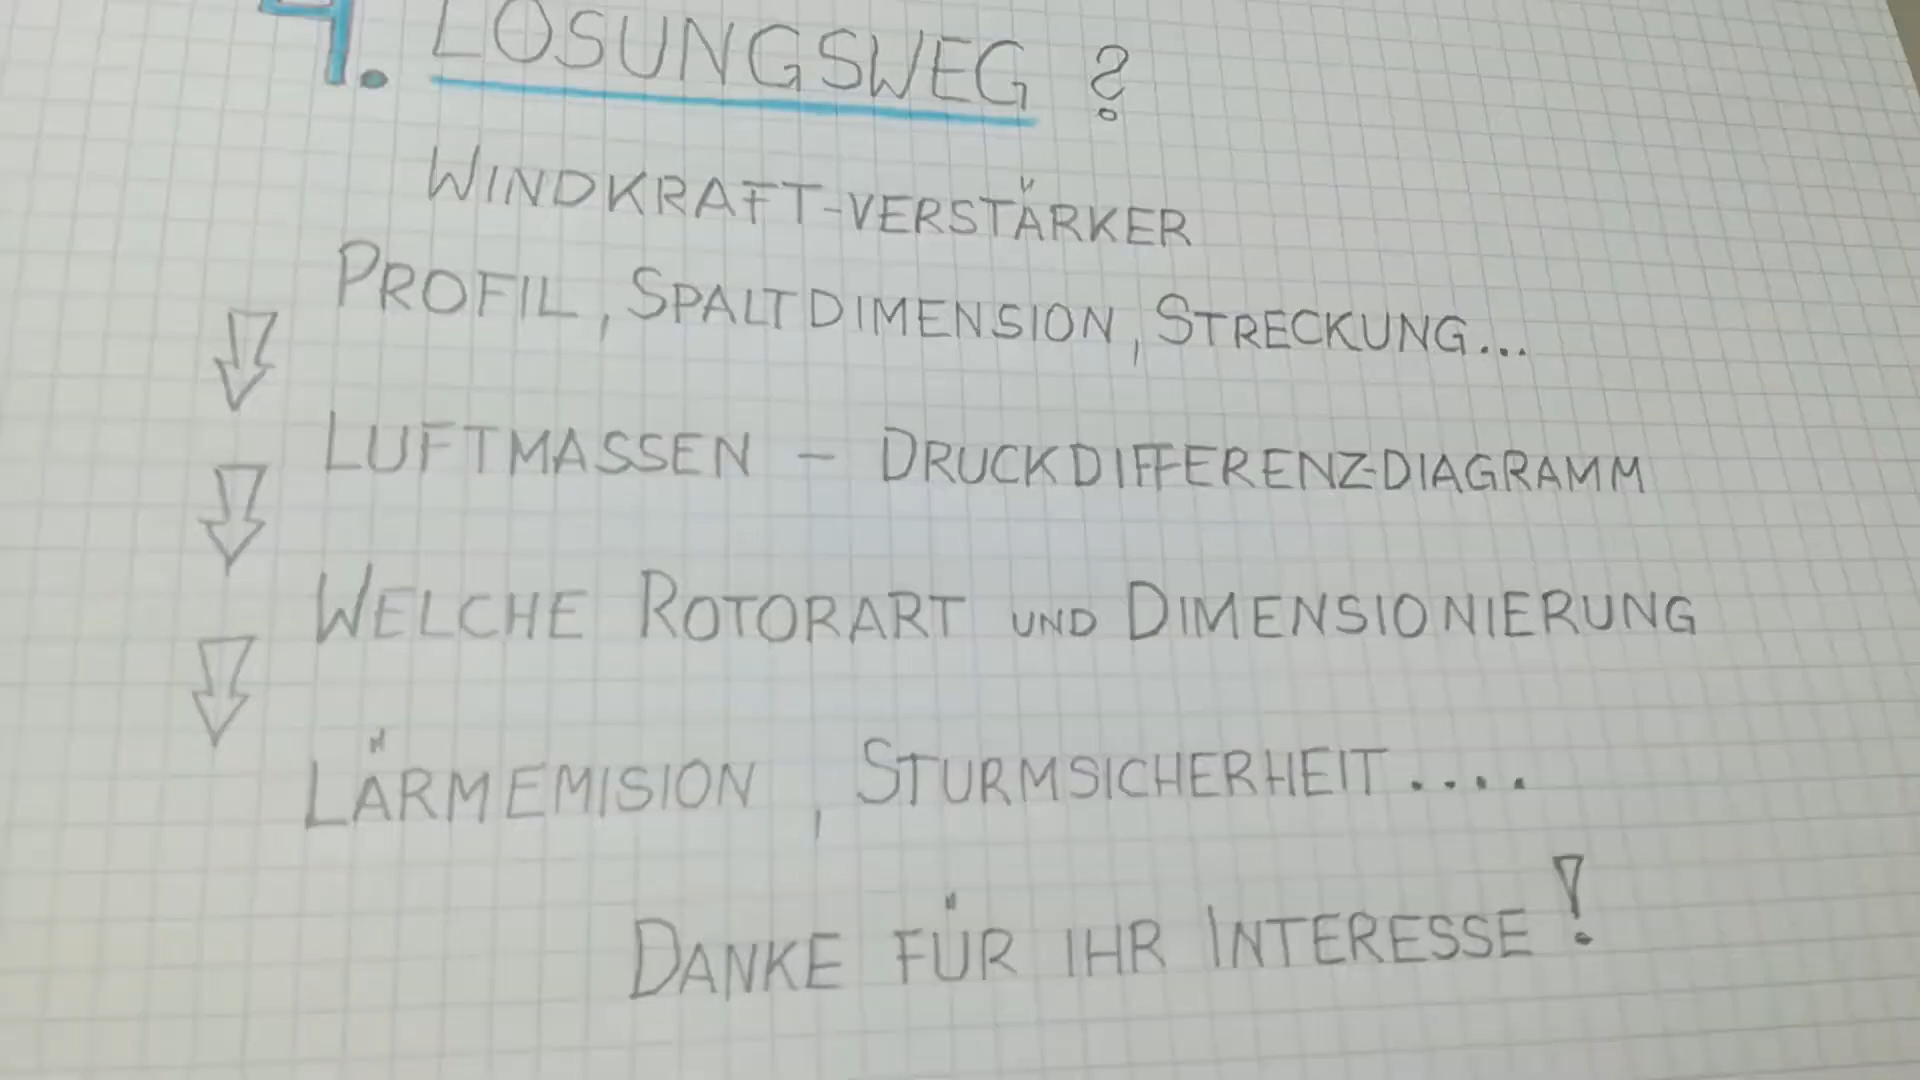 4. LÖSUNGSWEG ?
WINDKRAFT-VERSTÄRKER
PROFIL, SPALTDIMENSION, STRECKUNG...
LUFTMASSEN - DRUCKDIFFERENZ-DIAGRAMM
WELCHE ROTORART UND DIMENSIONIERUNG
LÄRMEMISION, STURMSICHERHEIT....
DANKE FÜR IHR INTERESSE!